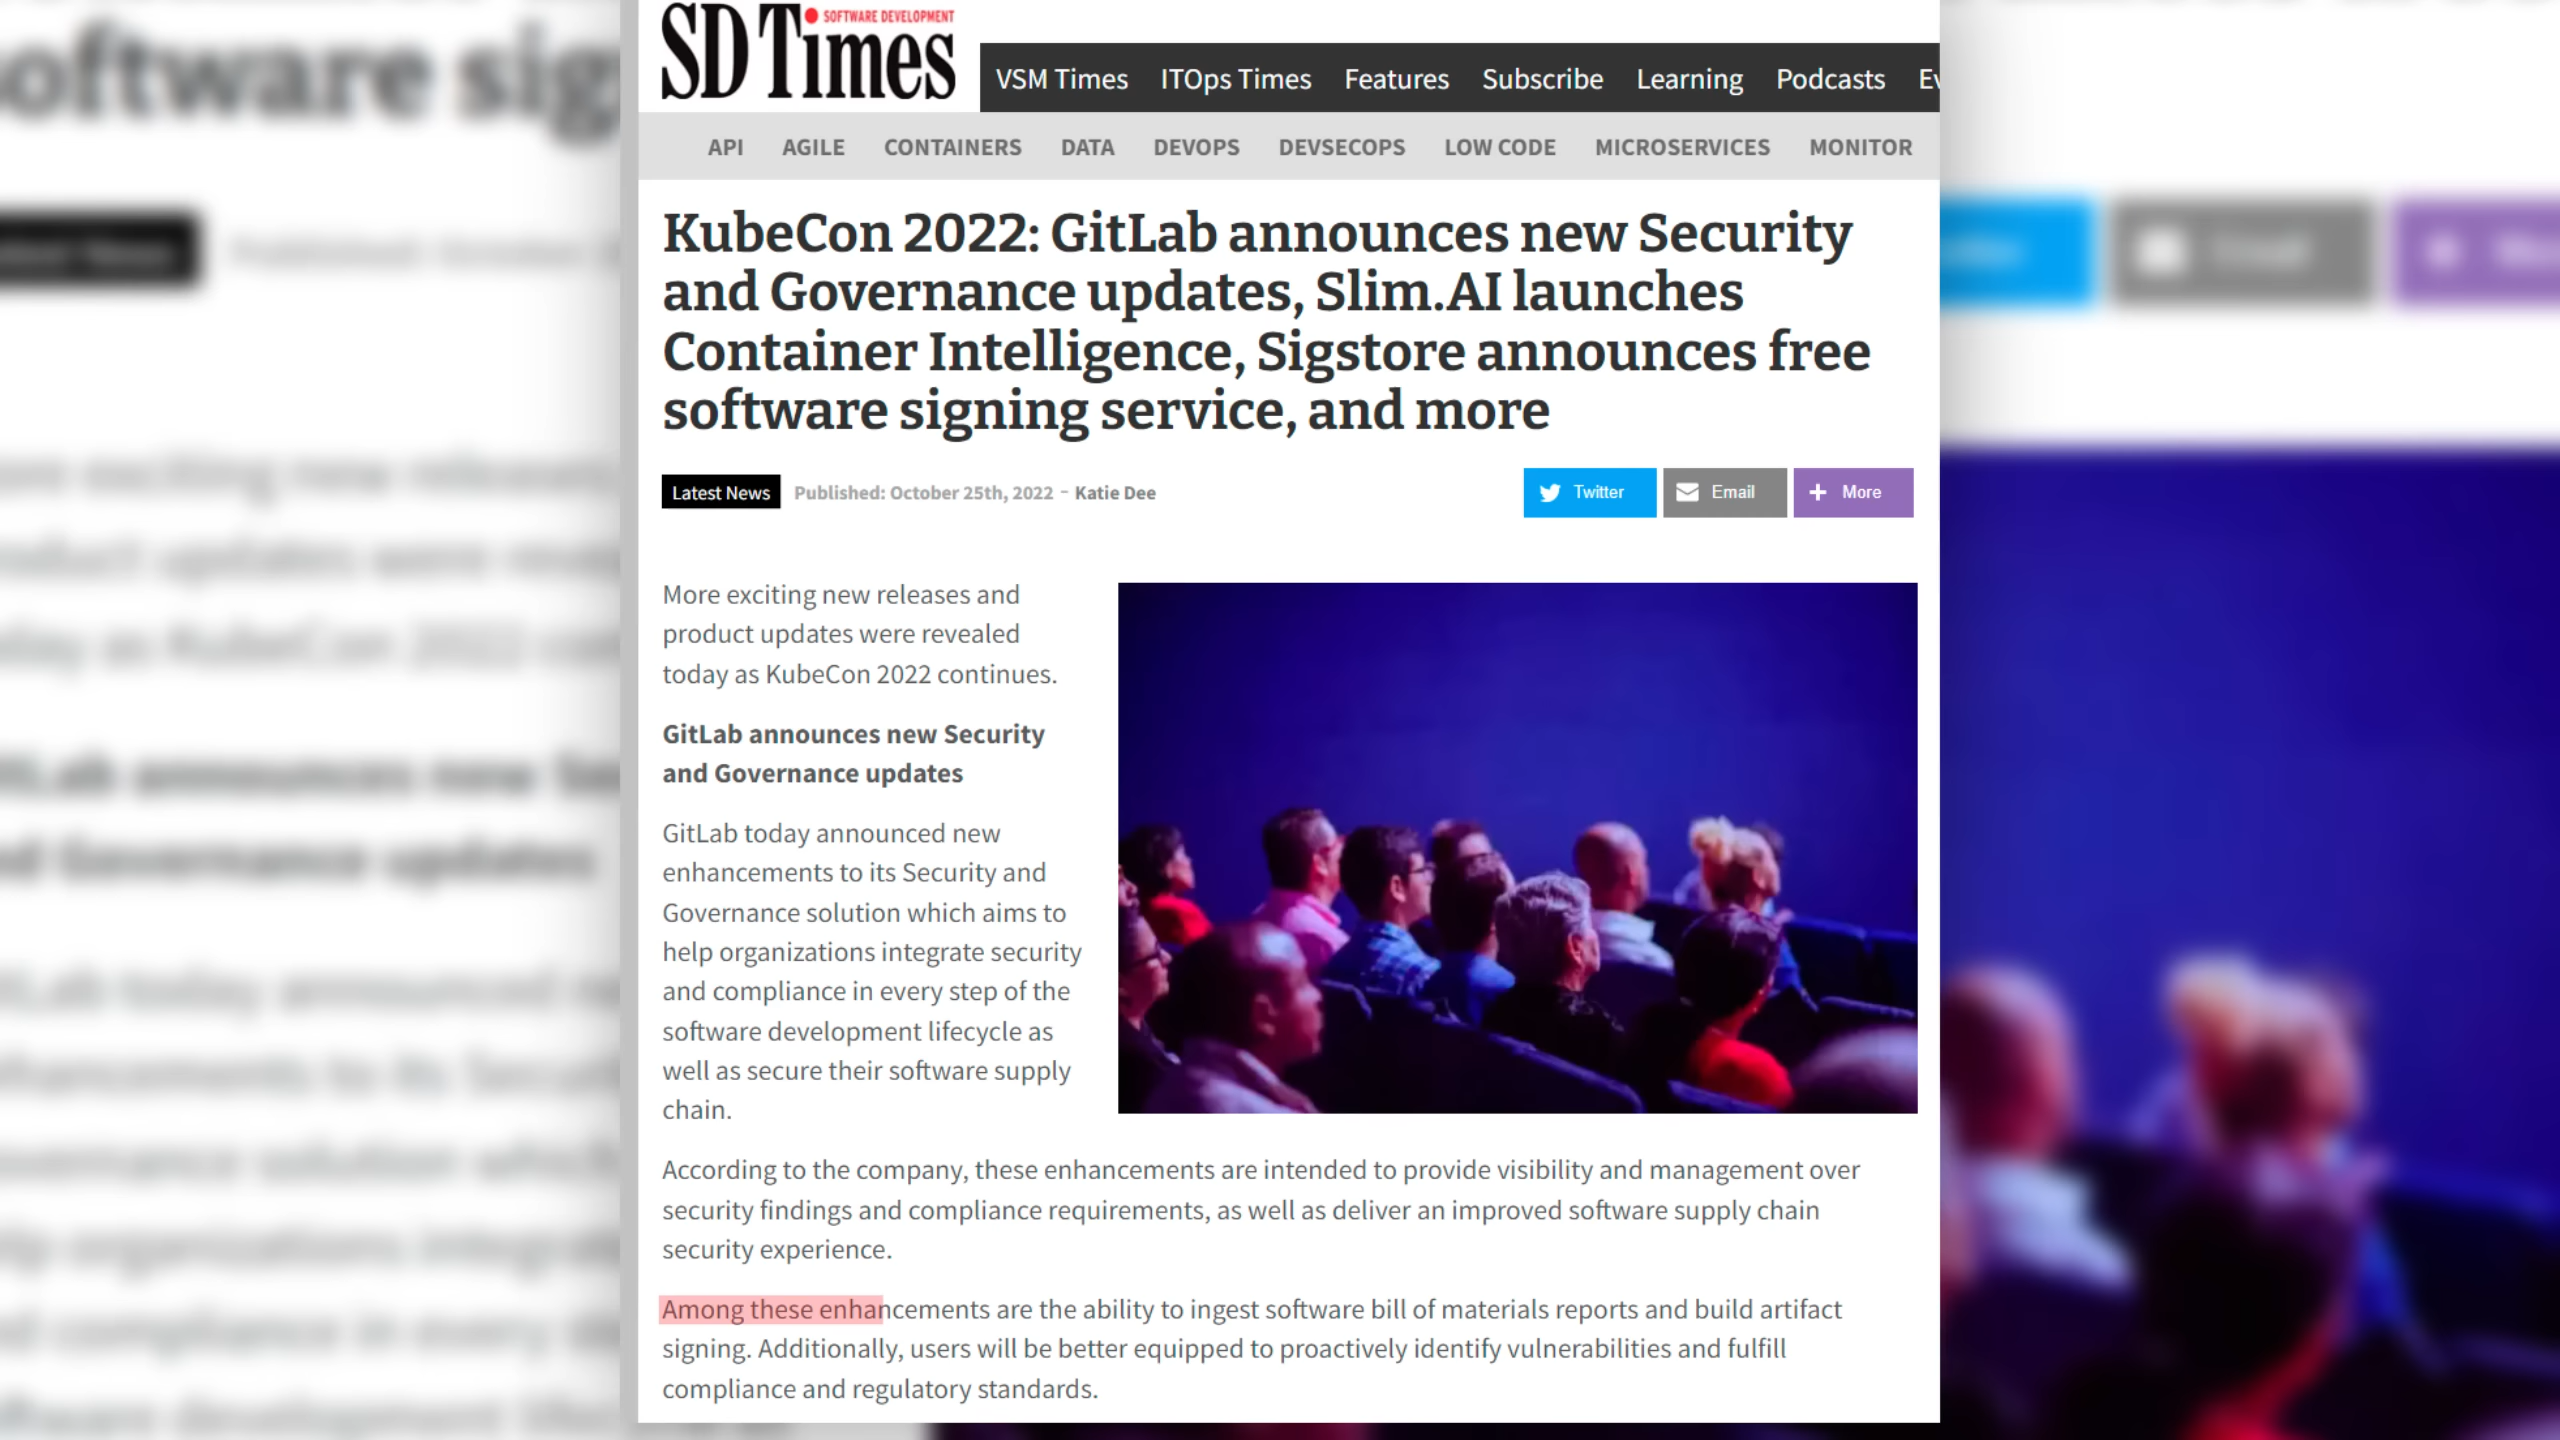 SD Times
SOFTWARE DEVELOPMENT
VSM Times ITOps Times Features Subscribe Learning Podcasts
API AGILE CONTAINERS DATA DEVOPS DEVSECOPS LOW CODE MICROSERVICES MONITOR
KubeCon 2022: GitLab announces new Security
and Governance updates, Slim.AI launches
Container Intelligence, Sigstore announces free
software signing service, and more
Latest News Published: October 25th, 2022 – Katie Dee
Twitter Email + More
More exciting new releases and
product updates were revealed
today as KubeCon 2022 continues.
GitLab announces new Security
and Governance updates
GitLab today announced new
enhancements to its Security and
Governance solution which aims to
help organizations integrate security
and compliance in every step of the
software development lifecycle as
well as secure their software supply
chain.
According to the company, these enhancements are intended to provide visibility and management over
security findings and compliance requirements, as well as deliver an improved software supply chain
security experience.
Among these enhancements are the ability to ingest software bill of materials reports and build artifact
signing. Additionally, users will be better equipped to proactively identify vulnerabilities and fulfill
compliance and regulatory standards.